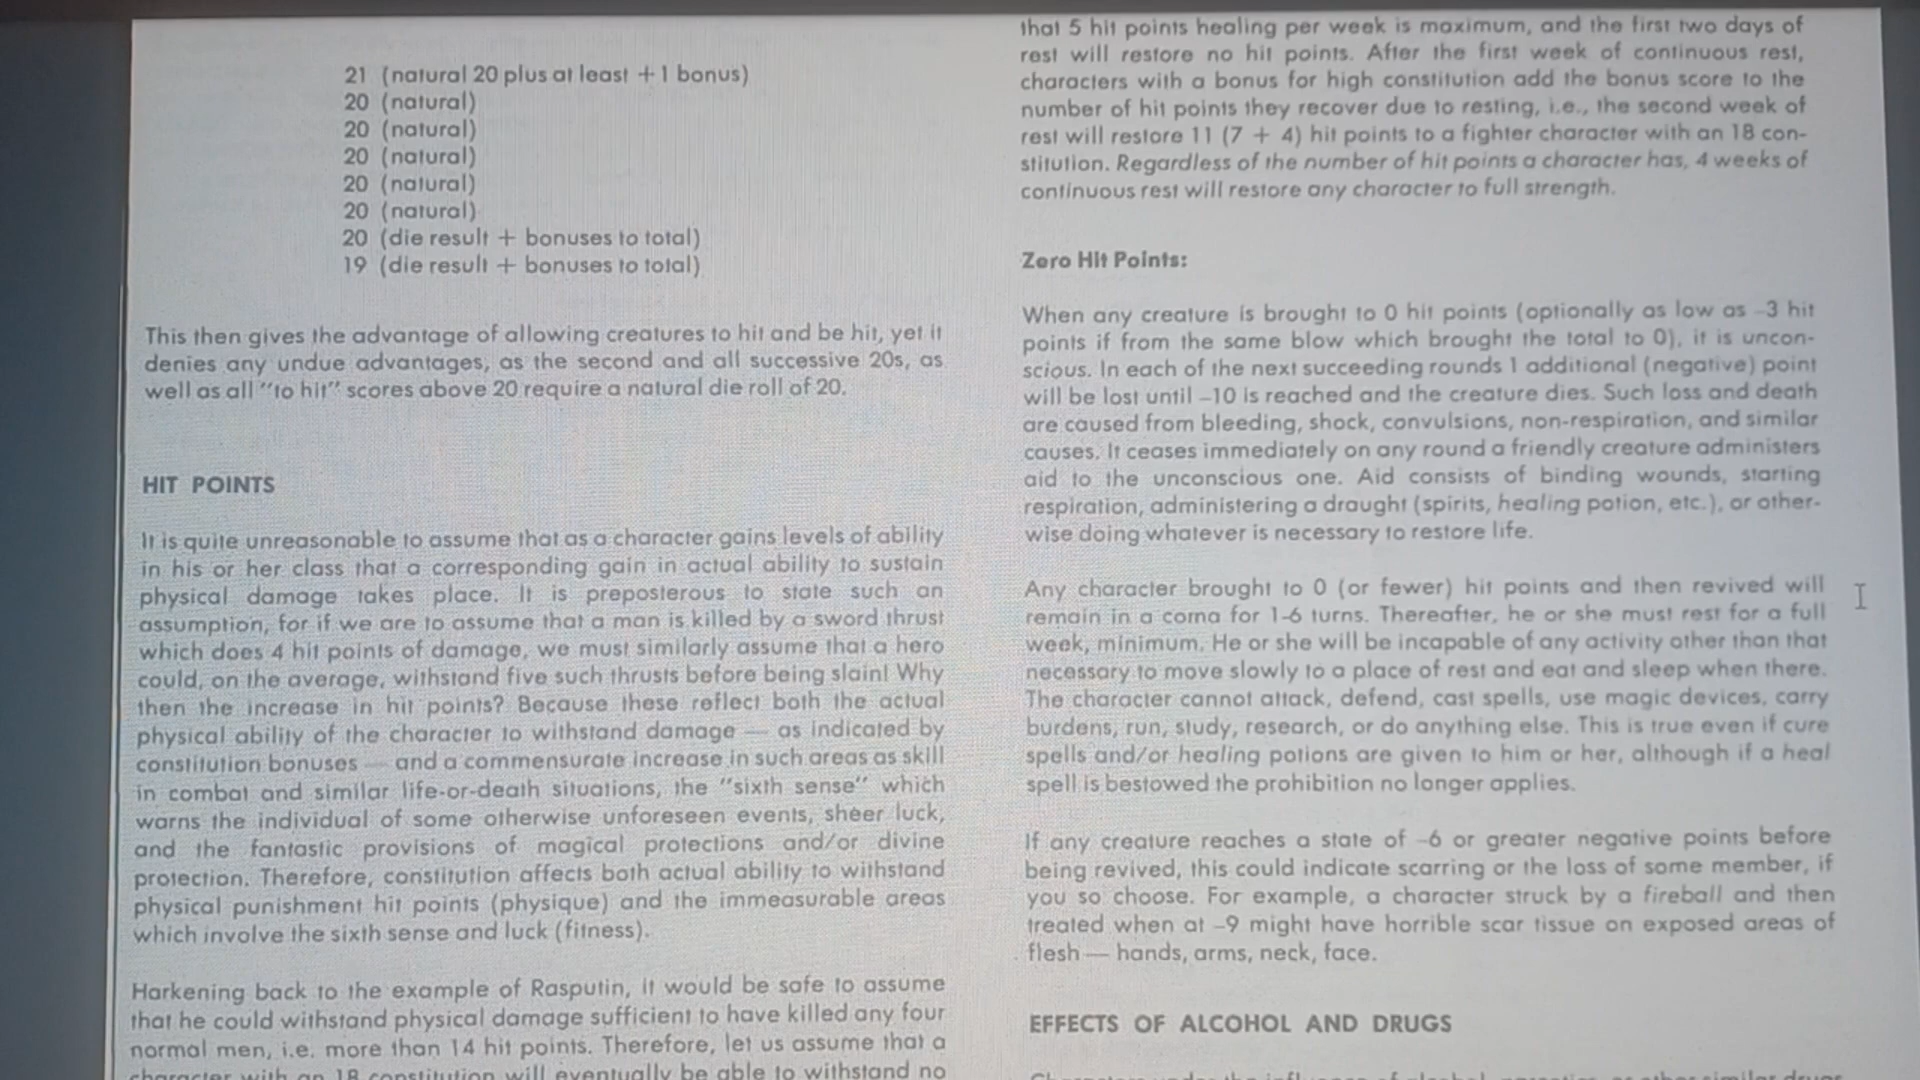 21 (natural 20 plus at least +1 bonus)
20 (natural)
20 (natural)
20 (natural)
20 (natural)
20 (natural)
20 (die result + bonuses to total)
19 (die result + bonuses to total)
This then gives the advantage of allowing creatures to hit and be hit, yet it
denies any undue advantages, as the second and all successive 20s, as
well as all "to hit" scores above 20 require a natural die roll of 20.
HIT POINTS
It is quite unreasonable to assume that as a character gains levels of ability
in his or her class that a corresponding gain in actual ability to sustain
physical damage takes place. It is preposterous to state such an
assumption, for if we are to assume that a man is killed by a sword thrust
which does 4 hit points of damage, we must similarly assume that a hero
could, on the average, withstand five such thrusts before being slain! Why
then the increase in hit points? Because these reflect both the actual
physical ability of the character to withstand damage — as indicated by
constitution bonuses — and a commensurate increase in such areas as skill
in combat and similar life-or-death situations, the "sixth sense" which
warns the individual of some otherwise unforeseen events, sheer luck,
and the fantastic provisions of magical protections and/or divine
protection. Therefore, constitution affects both actual ability to withstand
physical punishment hit points (physique) and the immeasurable areas
which involve the sixth sense and luck (fitness).
Harkening back to the example of Rasputin, it would be safe to assume
that he could withstand physical damage sufficient to have killed any four
normal men, i.e. more than 14 hit points. Therefore, let us assume that a
character with an 18 constitution will eventually be able to withstand no
that 5 hit points healing per week is maximum, and the first two days of
rest will restore no hit points. After the first week of continuous rest,
characters with a bonus for high constitution add the bonus score to the
number of hit points they recover due to resting, i.e., the second week of
rest will restore 11 (7 + 4) hit points to a fighter character with an 18 con-
stitution. Regardless of the number of hit points a character has, 4 weeks of
continuous rest will restore any character to full strength.
Zero Hit Points:
When any creature is brought to 0 hit points (optionally as low as -3 hit
points if from the same blow which brought the total to 0), it is uncon-
scious. In each of the next succeeding rounds 1 additional (negative) point
will be lost until -10 is reached and the creature dies. Such loss and death
are caused from bleeding, shock, convulsions, non-respiration, and similar
causes. It ceases immediately on any round a friendly creature administers
aid to the unconscious one. Aid consists of binding wounds, starting
respiration, administering a draught (spirits, healing potion, etc.), or other-
wise doing whatever is necessary to restore life.
Any character brought to 0 (or fewer) hit points and then revived will
remain in a coma for 1-6 turns. Thereafter, he or she must rest for a full
week, minimum. He or she will be incapable of any activity other than that
necessary to move slowly to a place of rest and eat and sleep when there.
The character cannot attack, defend, cast spells, use magic devices, carry
burdens, run, study, research, or do anything else. This is true even if cure
spells and/or healing potions are given to him or her, although if a heal
spell is bestowed the prohibition no longer applies.
If any creature reaches a state of -6 or greater negative points before
being revived, this could indicate scarring or the loss of some member, if
you so choose. For example, a character struck by a fireball and then
treated when at -9 might have horrible scar tissue on exposed areas of
flesh — hands, arms, neck, face.
EFFECTS OF ALCOHOL AND DRUGS